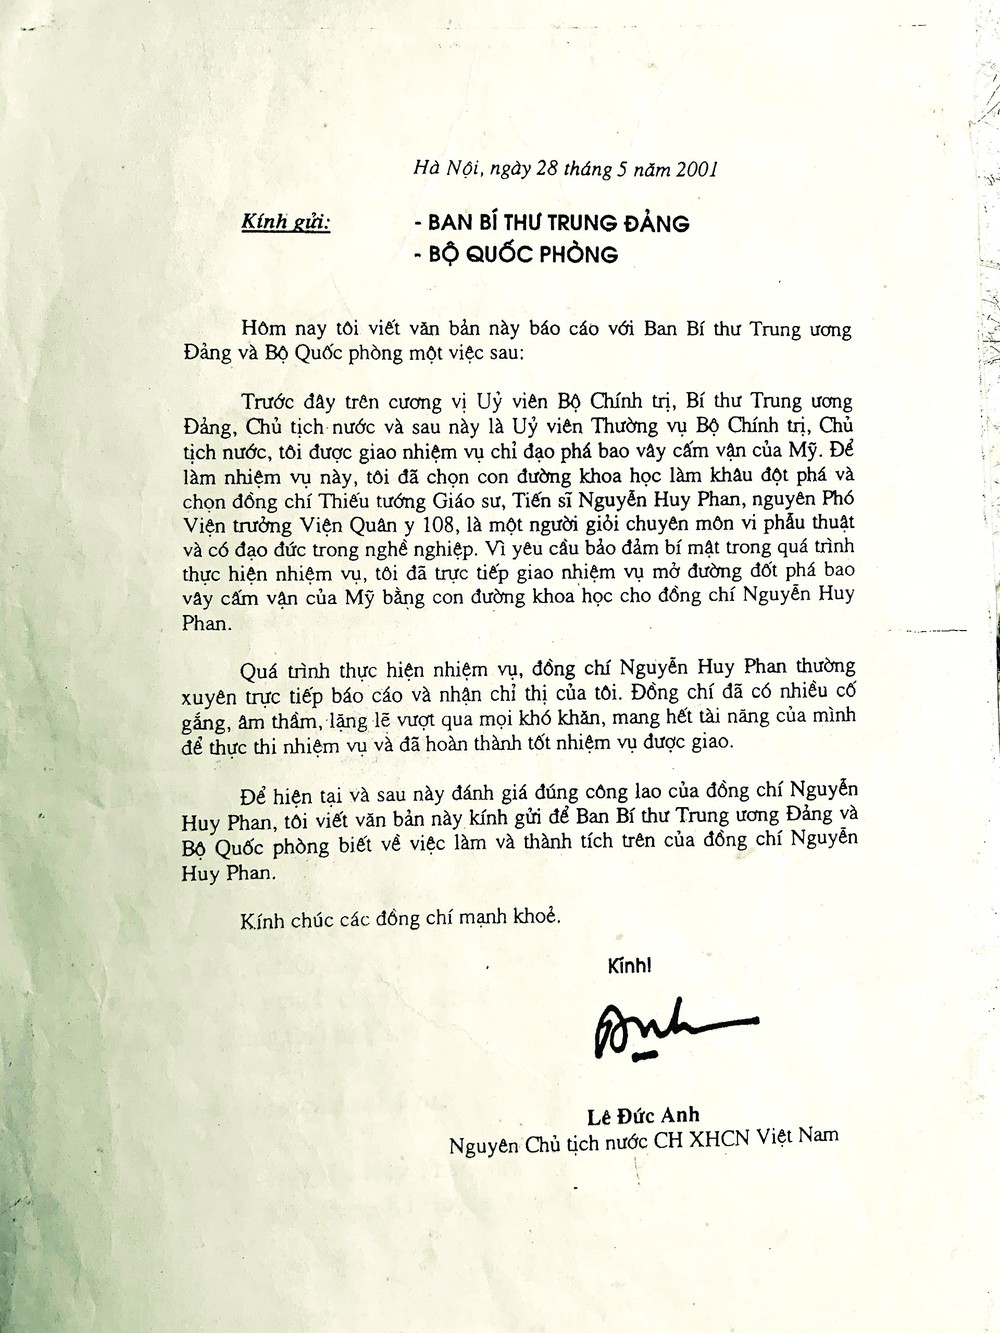 Hà Nội, ngày 28 tháng 5 năm 2001
Kính gửi: - BAN BÍ THƯ TRUNG ĐẢNG
- BỘ QUỐC PHÒNG
Hôm nay tôi viết văn bản này báo cáo với Ban Bí thư Trung ương
Đảng và Bộ Quốc phòng một việc sau:
Trước đây trên cương vị Uỷ viên Bộ Chính trị, Bí thư Trung ương
Đảng, Chủ tịch nước và sau này là Uỷ viên Thường vụ Bộ Chính trị, Chủ
tịch nước, tôi được giao nhiệm vụ chỉ đạo phá bao vây cấm vận của Mỹ. Để
làm nhiệm vụ này, tôi đã chọn con đường khoa học làm khâu đột phá và
chọn đồng chí Thiếu tướng Giáo sư, Tiến sĩ Nguyễn Huy Phan, nguyên Phó
Viện trưởng Viện Quân y 108, là một người giỏi chuyên môn vi phẫu thuật
và có đạo đức trong nghề nghiệp. Vì yêu cầu bảo đảm bí mật trong quá trình
thực hiện nhiệm vụ, tôi đã trực tiếp giao nhiệm vụ mở đường đốt phá bao
vây cấm vận của Mỹ bằng con đường khoa học cho đồng chí Nguyễn Huy
Phan.
Quá trình thực hiện nhiệm vụ, đồng chí Nguyễn Huy Phan thường
xuyên trực tiếp báo cáo và nhận chỉ thị của tôi. Đồng chí đã có nhiều cố
gắng, âm thầm, lặng lẽ vượt qua mọi khó khăn, mang hết tài năng của mình
để thực thi nhiệm vụ và đã hoàn thành tốt nhiệm vụ được giao.
Để hiện tại và sau này đánh giá đúng công lao của đồng chí Nguyễn
Huy Phan, tôi viết văn bản này kính gửi để Ban Bí thư Trung ương Đảng và
Bộ Quốc phòng biết về việc làm và thành tích trên của đồng chí Nguyễn
Huy Phan.
Kính chúc các đồng chí mạnh khoẻ.
Kính!
Anh
Lê Đức Anh
Nguyên Chủ tịch nước CH XHCN Việt Nam